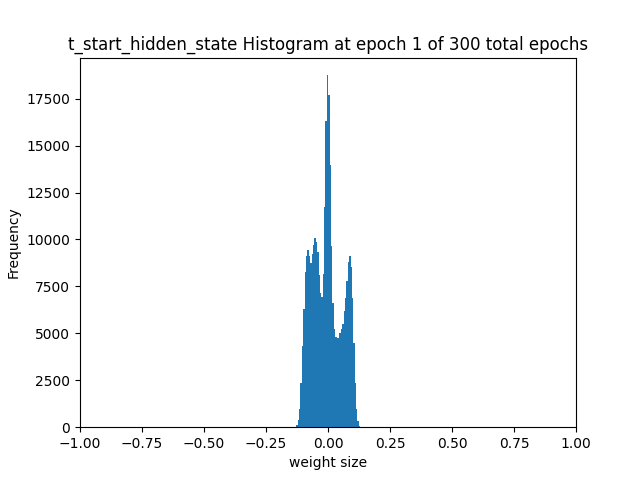 t_start_hidden_state Histogram at epoch 1 of 300 total epochs
17500
15000
12500
10000
7500
5000
2500
0
Frequency
−1.00 −0.75 −0.50 −0.25 0.00 0.25 0.50 0.75 1.00
weight size